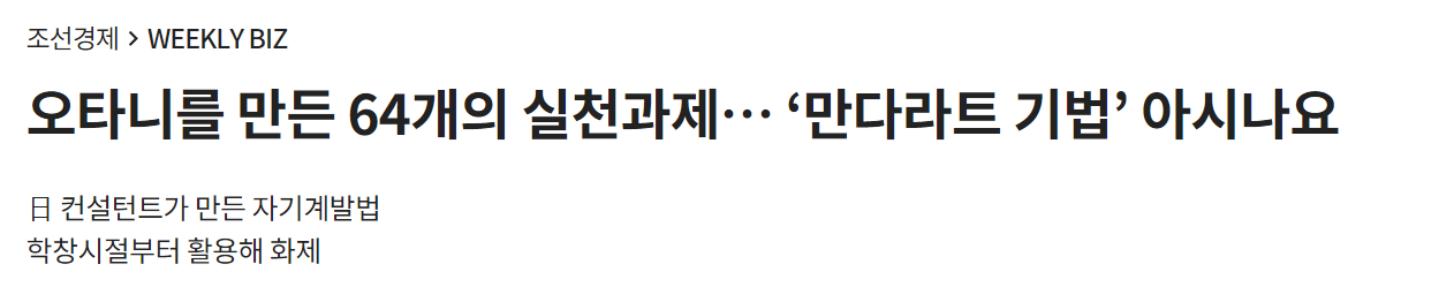 조선경제 > WEEKLY BIZ
오타니를 만든 64개의 실천과제… ‘만다라트 기법’ 아시나요
日 컨설턴트가 만든 자기계발법
학창시절부터 활용해 화제